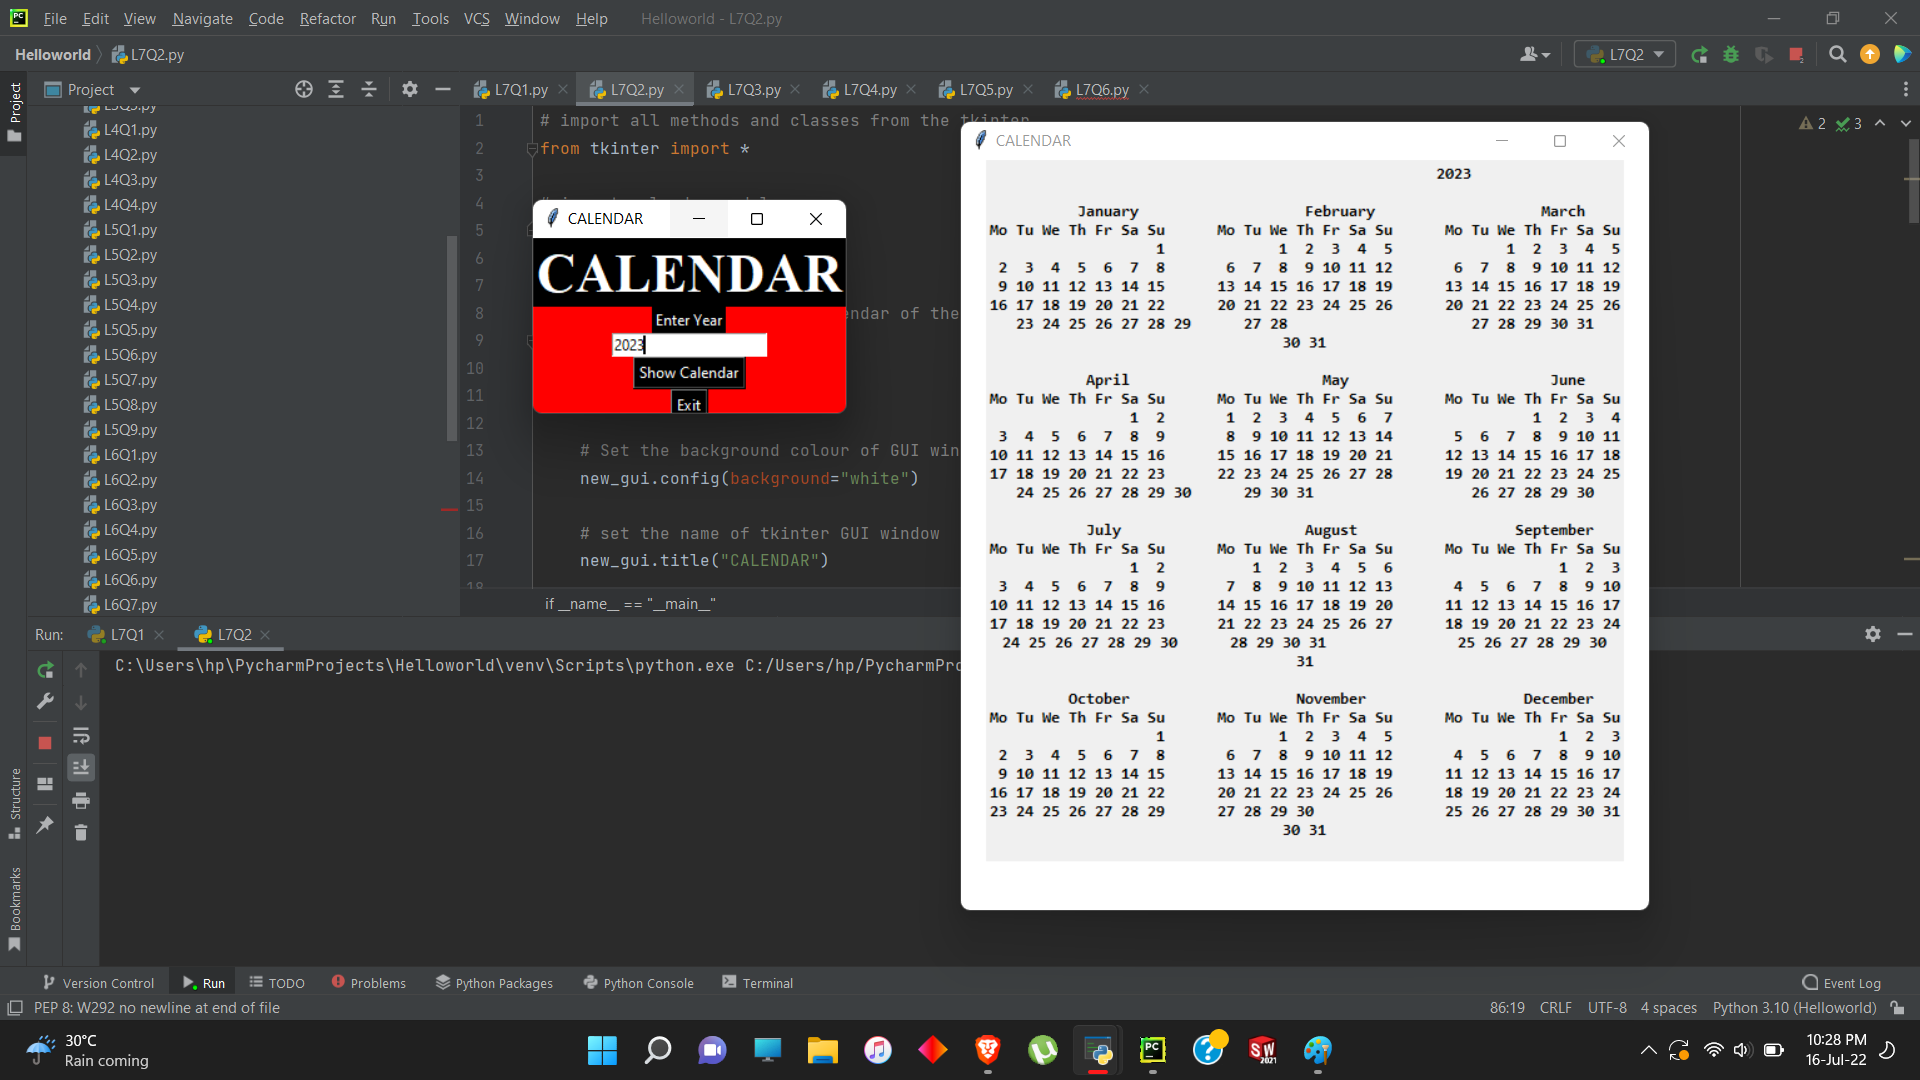 File Edit View Navigate Code Refactor Run Tools VCS Window Help Helloworld - L7Q2.py
Helloworld L7Q2.py L7Q2
Project L7Q1.py L7Q2.py L7Q3.py L7Q4.py L7Q5.py L7Q6.py
Project
L4Q1.py
L4Q2.py
L4Q3.py
L4Q4.py
L5Q1.py
L5Q2.py
L5Q3.py
L5Q4.py
L5Q5.py
L5Q6.py
L5Q7.py
L5Q8.py
L5Q9.py
L6Q1.py
L6Q2.py
L6Q3.py
L6Q4.py
L6Q5.py
L6Q6.py
L6Q7.py
1 # import all methods and classes from the tkinter
2 from tkinter import *
3
4
5
6
7
8 endar of the
9
10
11
12
13 # Set the background colour of GUI win
14 new_gui.config(background="white")
15
16 # set the name of tkinter GUI window
17 new_gui.title("CALENDAR")
18
2 3
if __name__ == "__main__"
CALENDAR
CALENDAR
Enter Year
2023
Show Calendar
Exit
CALENDAR
2023
January February March
Mo Tu We Th Fr Sa Su Mo Tu We Th Fr Sa Su Mo Tu We Th Fr Sa Su
1 1 2 3 4 5 1 2 3 4 5
2 3 4 5 6 7 8 6 7 8 9 10 11 12 6 7 8 9 10 11 12
9 10 11 12 13 14 15 13 14 15 16 17 18 19 13 14 15 16 17 18 19
16 17 18 19 20 21 22 20 21 22 23 24 25 26 20 21 22 23 24 25 26
23 24 25 26 27 28 29 27 28 27 28 29 30 31
30 31
April May June
Mo Tu We Th Fr Sa Su Mo Tu We Th Fr Sa Su Mo Tu We Th Fr Sa Su
1 2 1 2 3 4 5 6 7 1 2 3 4
3 4 5 6 7 8 9 8 9 10 11 12 13 14 5 6 7 8 9 10 11
10 11 12 13 14 15 16 15 16 17 18 19 20 21 12 13 14 15 16 17 18
17 18 19 20 21 22 23 22 23 24 25 26 27 28 19 20 21 22 23 24 25
24 25 26 27 28 29 30 29 30 31 26 27 28 29 30
July August September
Mo Tu We Th Fr Sa Su Mo Tu We Th Fr Sa Su Mo Tu We Th Fr Sa Su
1 2 1 2 3 4 5 6 1 2 3
3 4 5 6 7 8 9 7 8 9 10 11 12 13 4 5 6 7 8 9 10
10 11 12 13 14 15 16 14 15 16 17 18 19 20 11 12 13 14 15 16 17
17 18 19 20 21 22 23 21 22 23 24 25 26 27 18 19 20 21 22 23 24
24 25 26 27 28 29 30 28 29 30 31 25 26 27 28 29 30
31
October November December
Mo Tu We Th Fr Sa Su Mo Tu We Th Fr Sa Su Mo Tu We Th Fr Sa Su
1 1 2 3 4 5 1 2 3
2 3 4 5 6 7 8 6 7 8 9 10 11 12 4 5 6 7 8 9 10
9 10 11 12 13 14 15 13 14 15 16 17 18 19 11 12 13 14 15 16 17
16 17 18 19 20 21 22 20 21 22 23 24 25 26 18 19 20 21 22 23 24
23 24 25 26 27 28 29 27 28 29 30 25 26 27 28 29 30 31
30 31
Run: L7Q1 L7Q2
C:\Users\hp\PycharmProjects\Helloworld\venv\Scripts\python.exe C:/Users/hp/PycharmPro
Structure
Bookmarks
Version Control Run TODO Problems Python Packages Python Console Terminal Event Log
PEP 8: W292 no newline at end of file 86:19 CRLF UTF-8 4 spaces Python 3.10 (Helloworld)
30°C
Rain coming
PC
SW
2021
10:28 PM
16-Jul-22